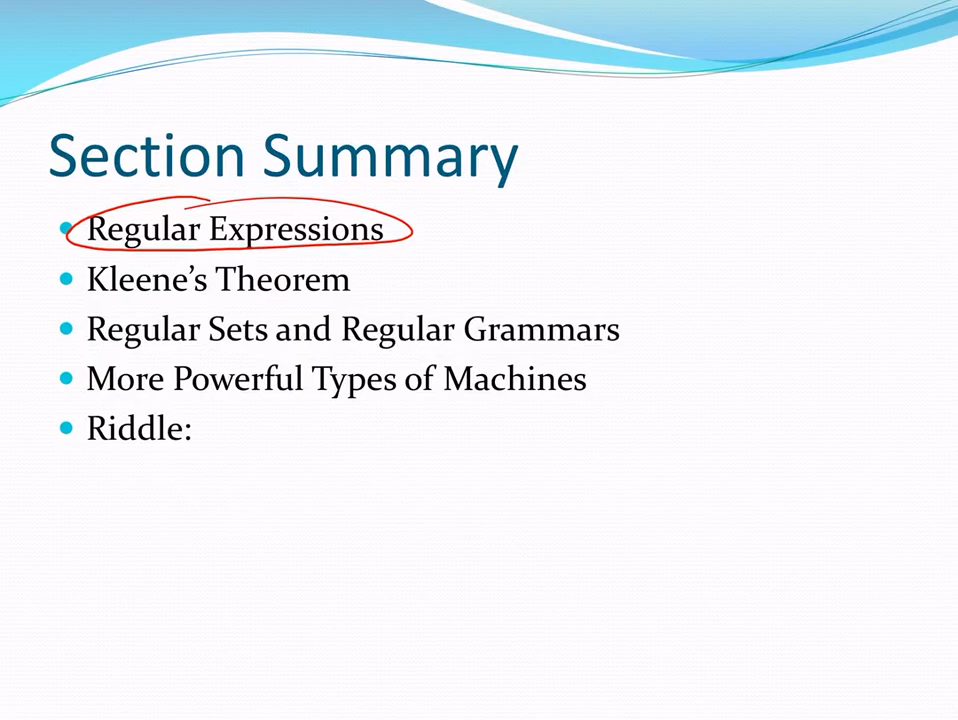 Section Summary
Regular Expressions
Kleene’s Theorem
Regular Sets and Regular Grammars
More Powerful Types of Machines
Riddle: